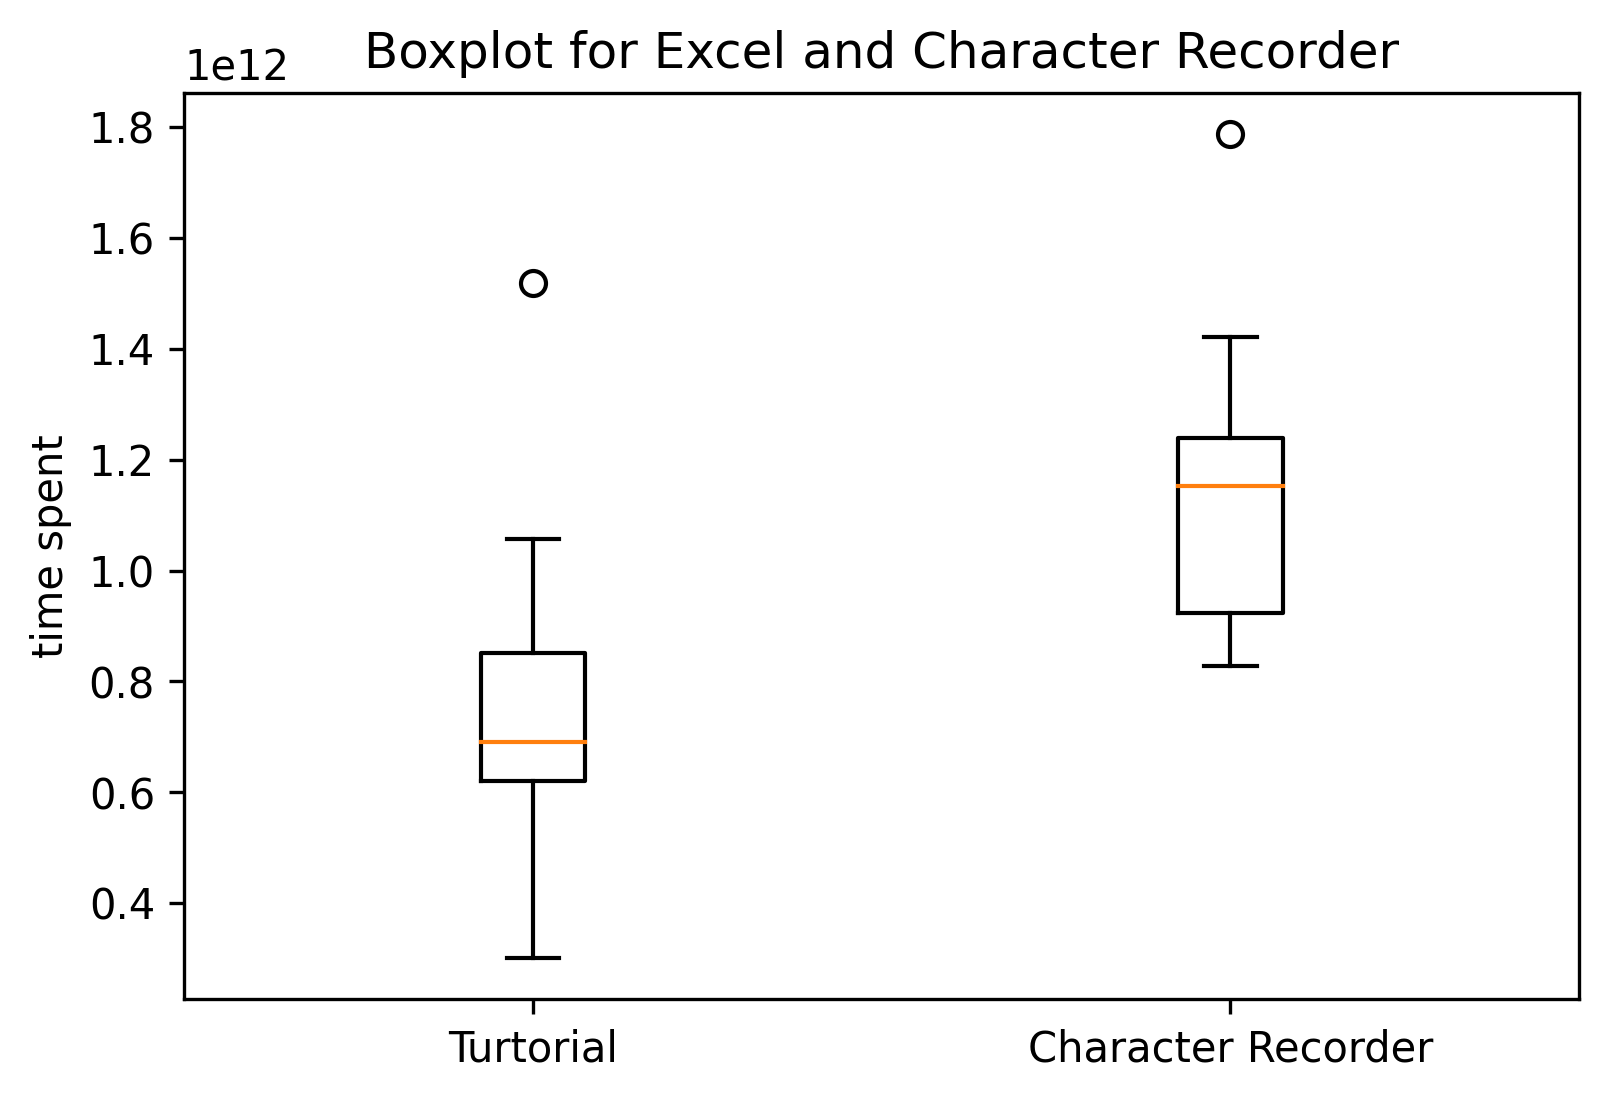 Boxplot for Excel and Character Recorder
1e12
1.8
1.6
1.4
1.2
1.0
0.8
0.6
0.4
time spent
Turtorial
Character Recorder